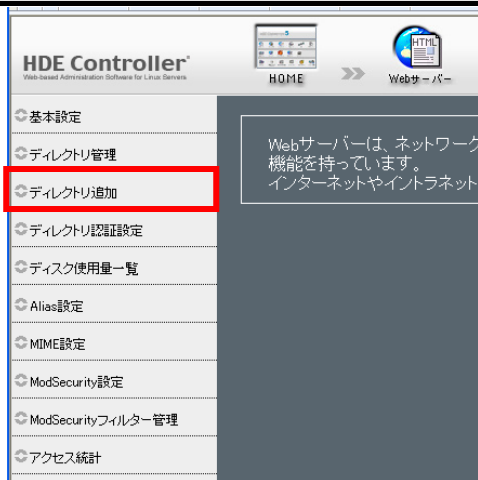 HDE Controller
Web-based Administration Software for Linux Servers
HOME
HTML
Webサーバー
基本設定
ディレクトリ管理
ディレクトリ追加
ディレクトリ認証設定
ディスク使用量一覧
Alias設定
MIME設定
ModSecurity設定
ModSecurityフィルター管理
アクセス統計
Webサーバーは、ネットワーク
機能を持っています。
インターネットやイントラネット